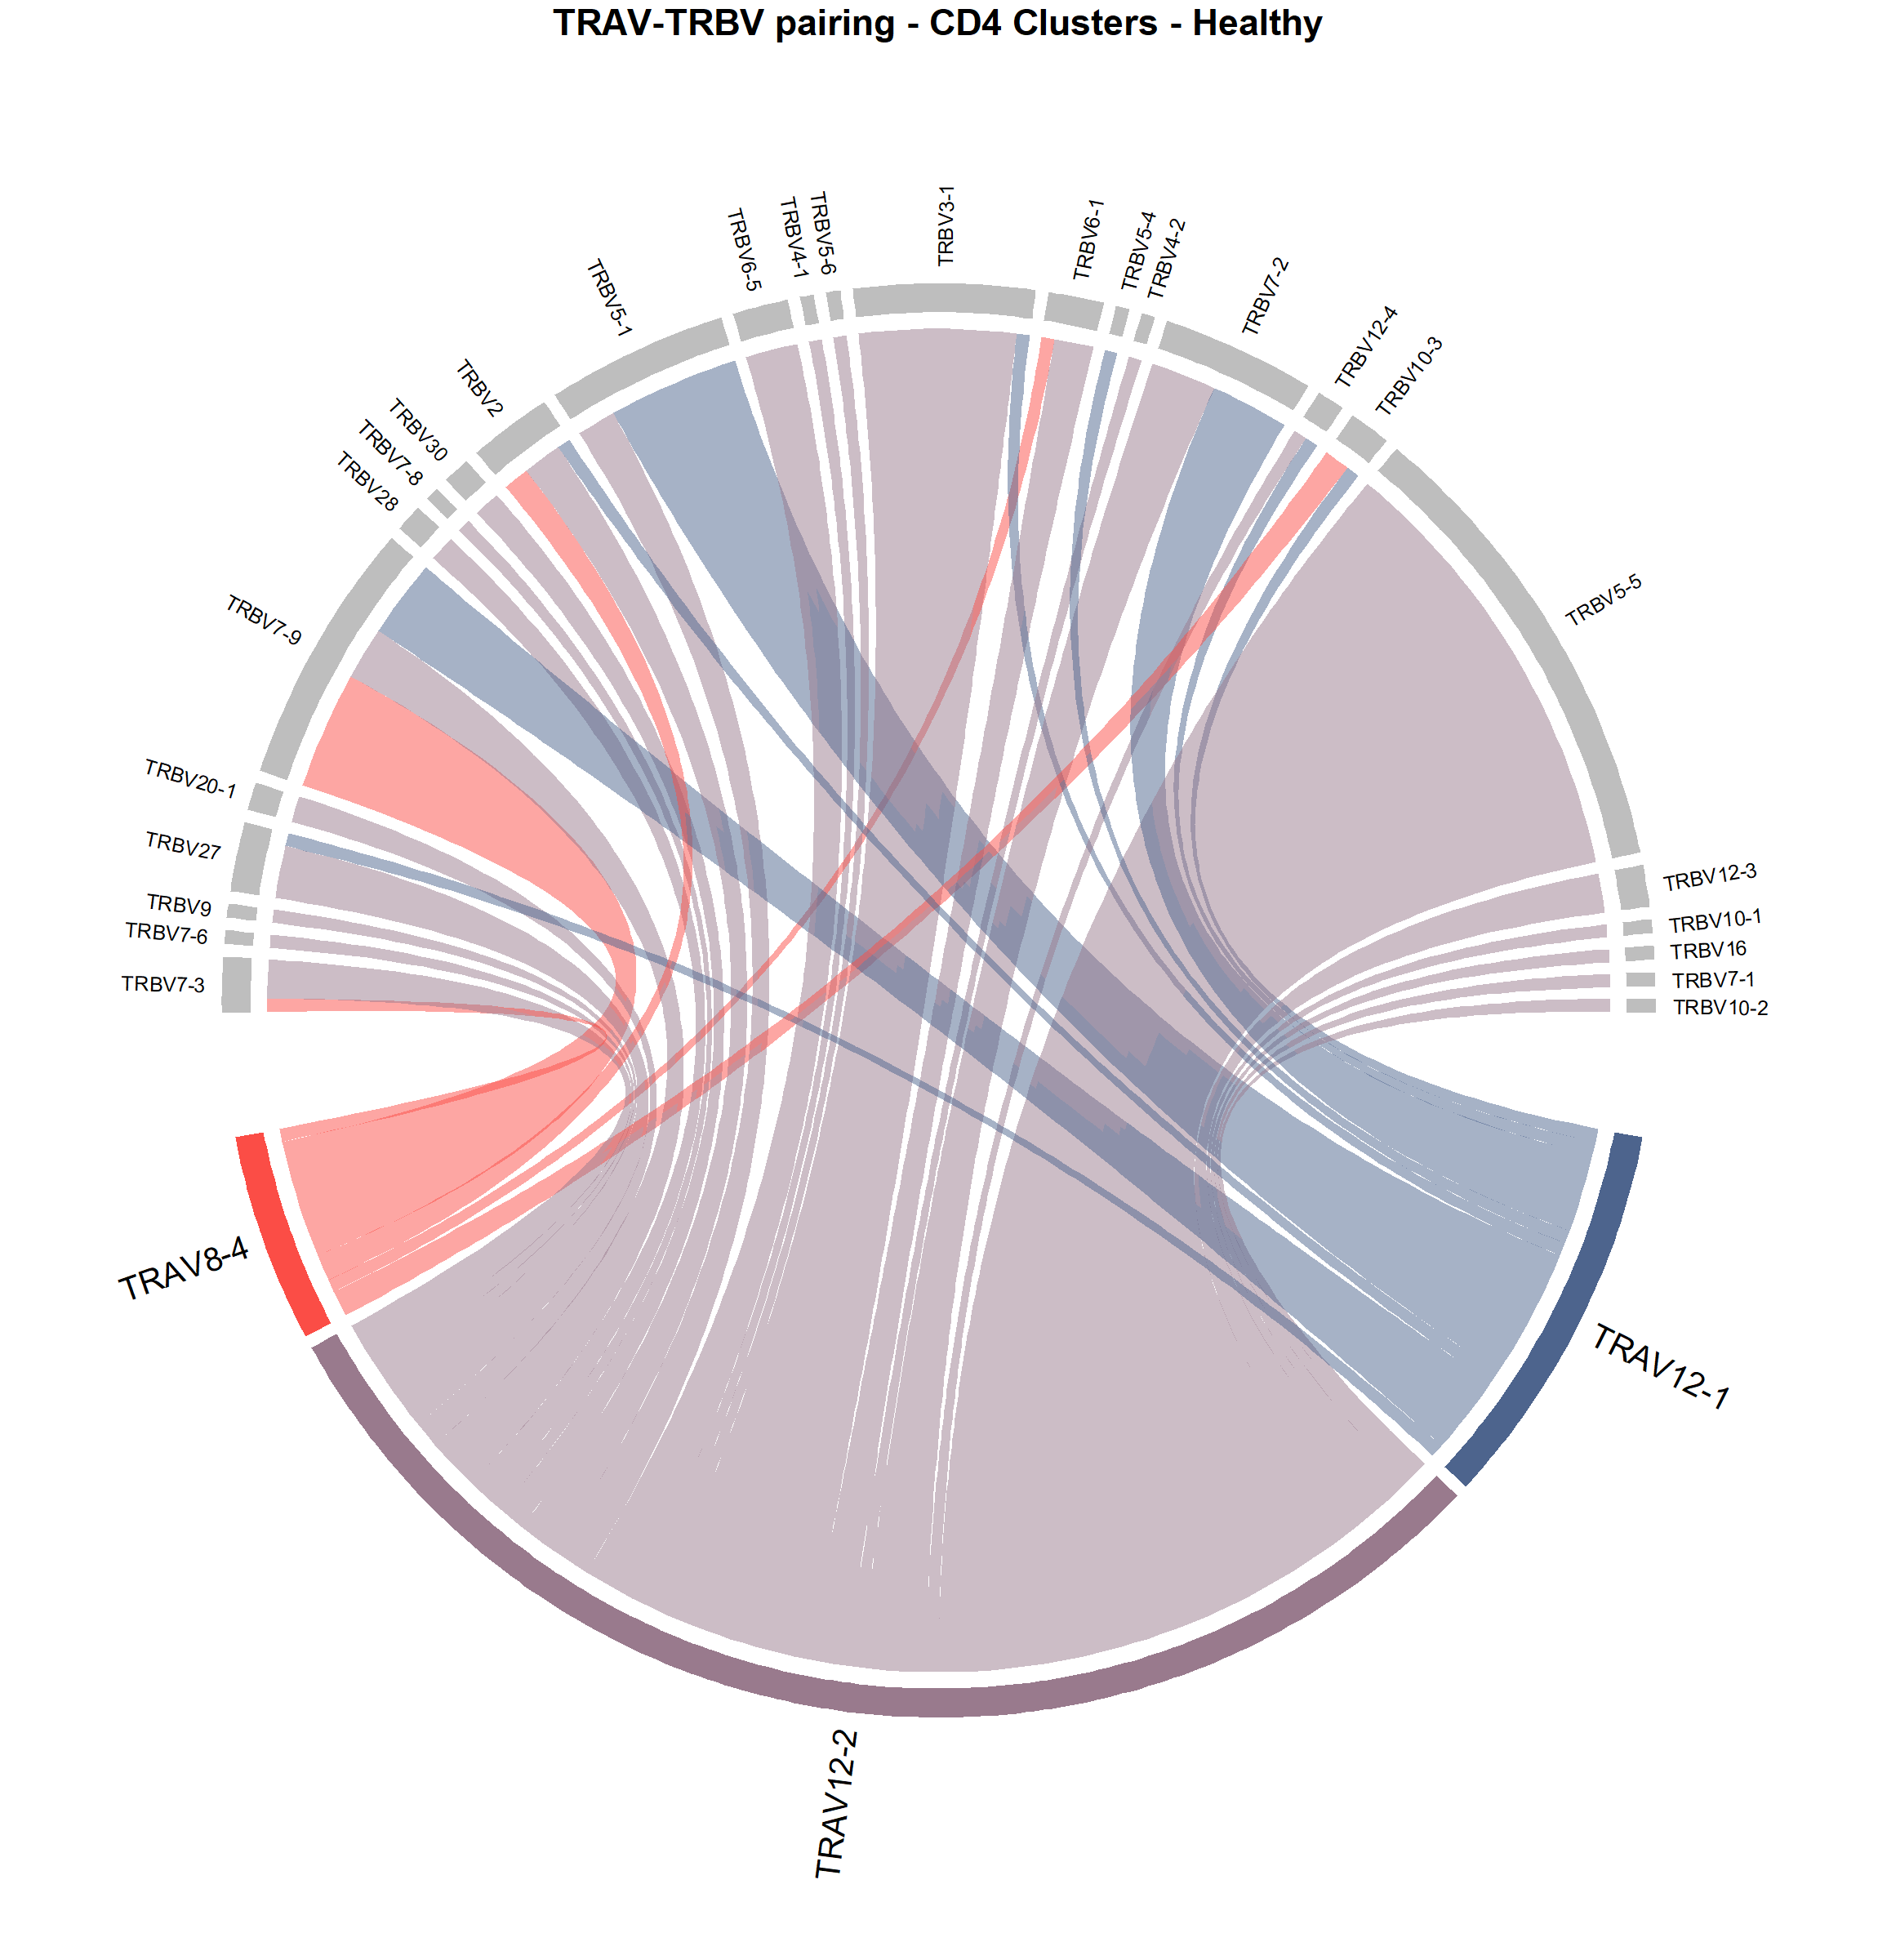 TRAV-TRBV pairing - CD4 Clusters - Healthy
TRBV7-3
TRBV7-6
TRBV9
TRBV27
TRBV20-1
TRBV7-9
TRBV28
TRBV7-8
TRBV30
TRBV2
TRBV5-1
TRBV6-5
TRBV4-1
TRBV5-6
TRBV3-1
TRBV6-1
TRBV5-4
TRBV4-2
TRBV7-2
TRBV12-4
TRBV10-3
TRBV5-5
TRBV12-3
TRBV10-1
TRBV16
TRBV7-1
TRBV10-2
TRAV12-1
TRAV12-2
TRAV8-4